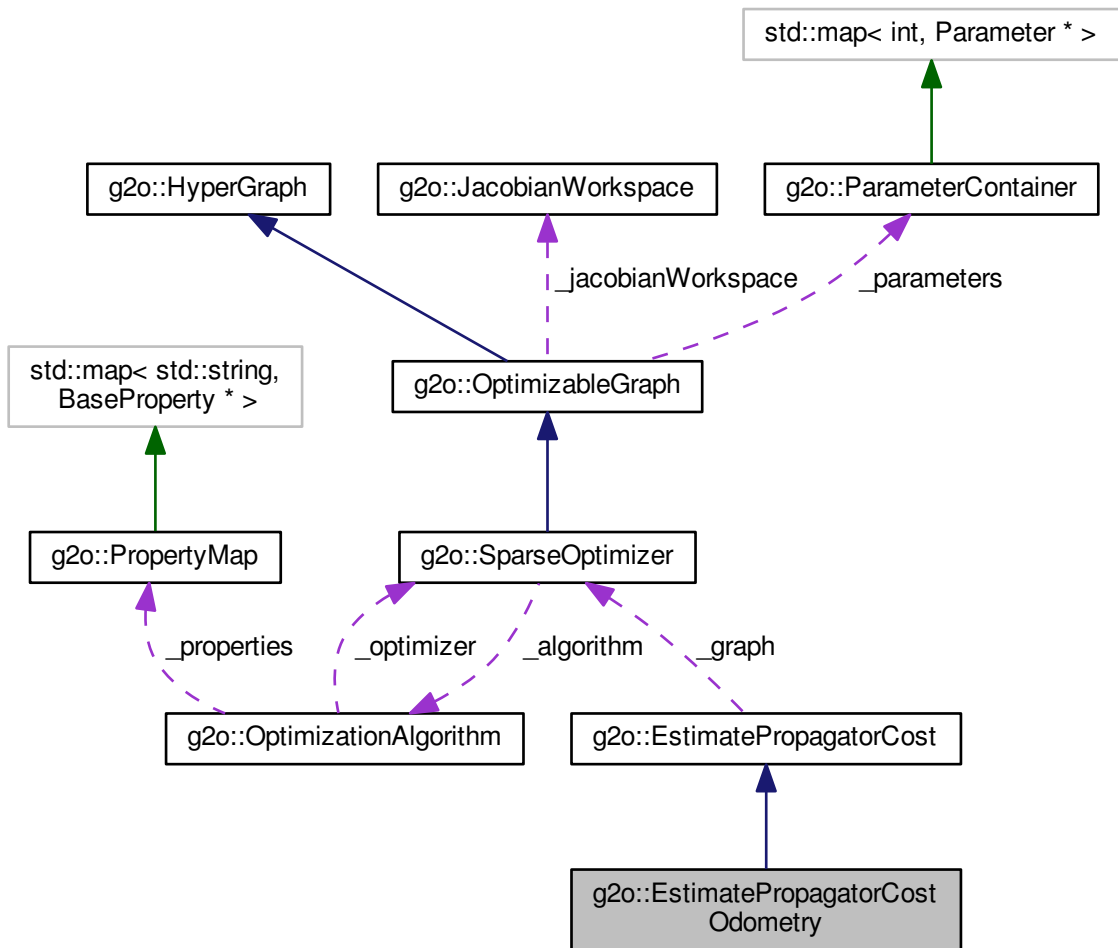 std::map< int, Parameter * >
g2o::HyperGraph
g2o::JacobianWorkspace
g2o::ParameterContainer
_jacobianWorkspace
_parameters
std::map< std::string,
BaseProperty * >
g2o::OptimizableGraph
g2o::PropertyMap
g2o::SparseOptimizer
_properties
_optimizer
_algorithm
_graph
g2o::OptimizationAlgorithm
g2o::EstimatePropagatorCost
g2o::EstimatePropagatorCost
Odometry